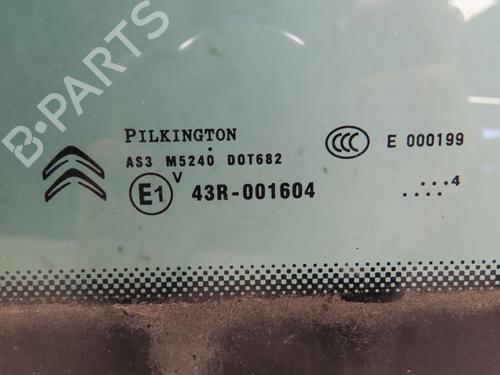 B-PARTS
PILKINGTON
AS3 M5240 DOT682
E1 V 43R-001604
CCC E 000199
.....4